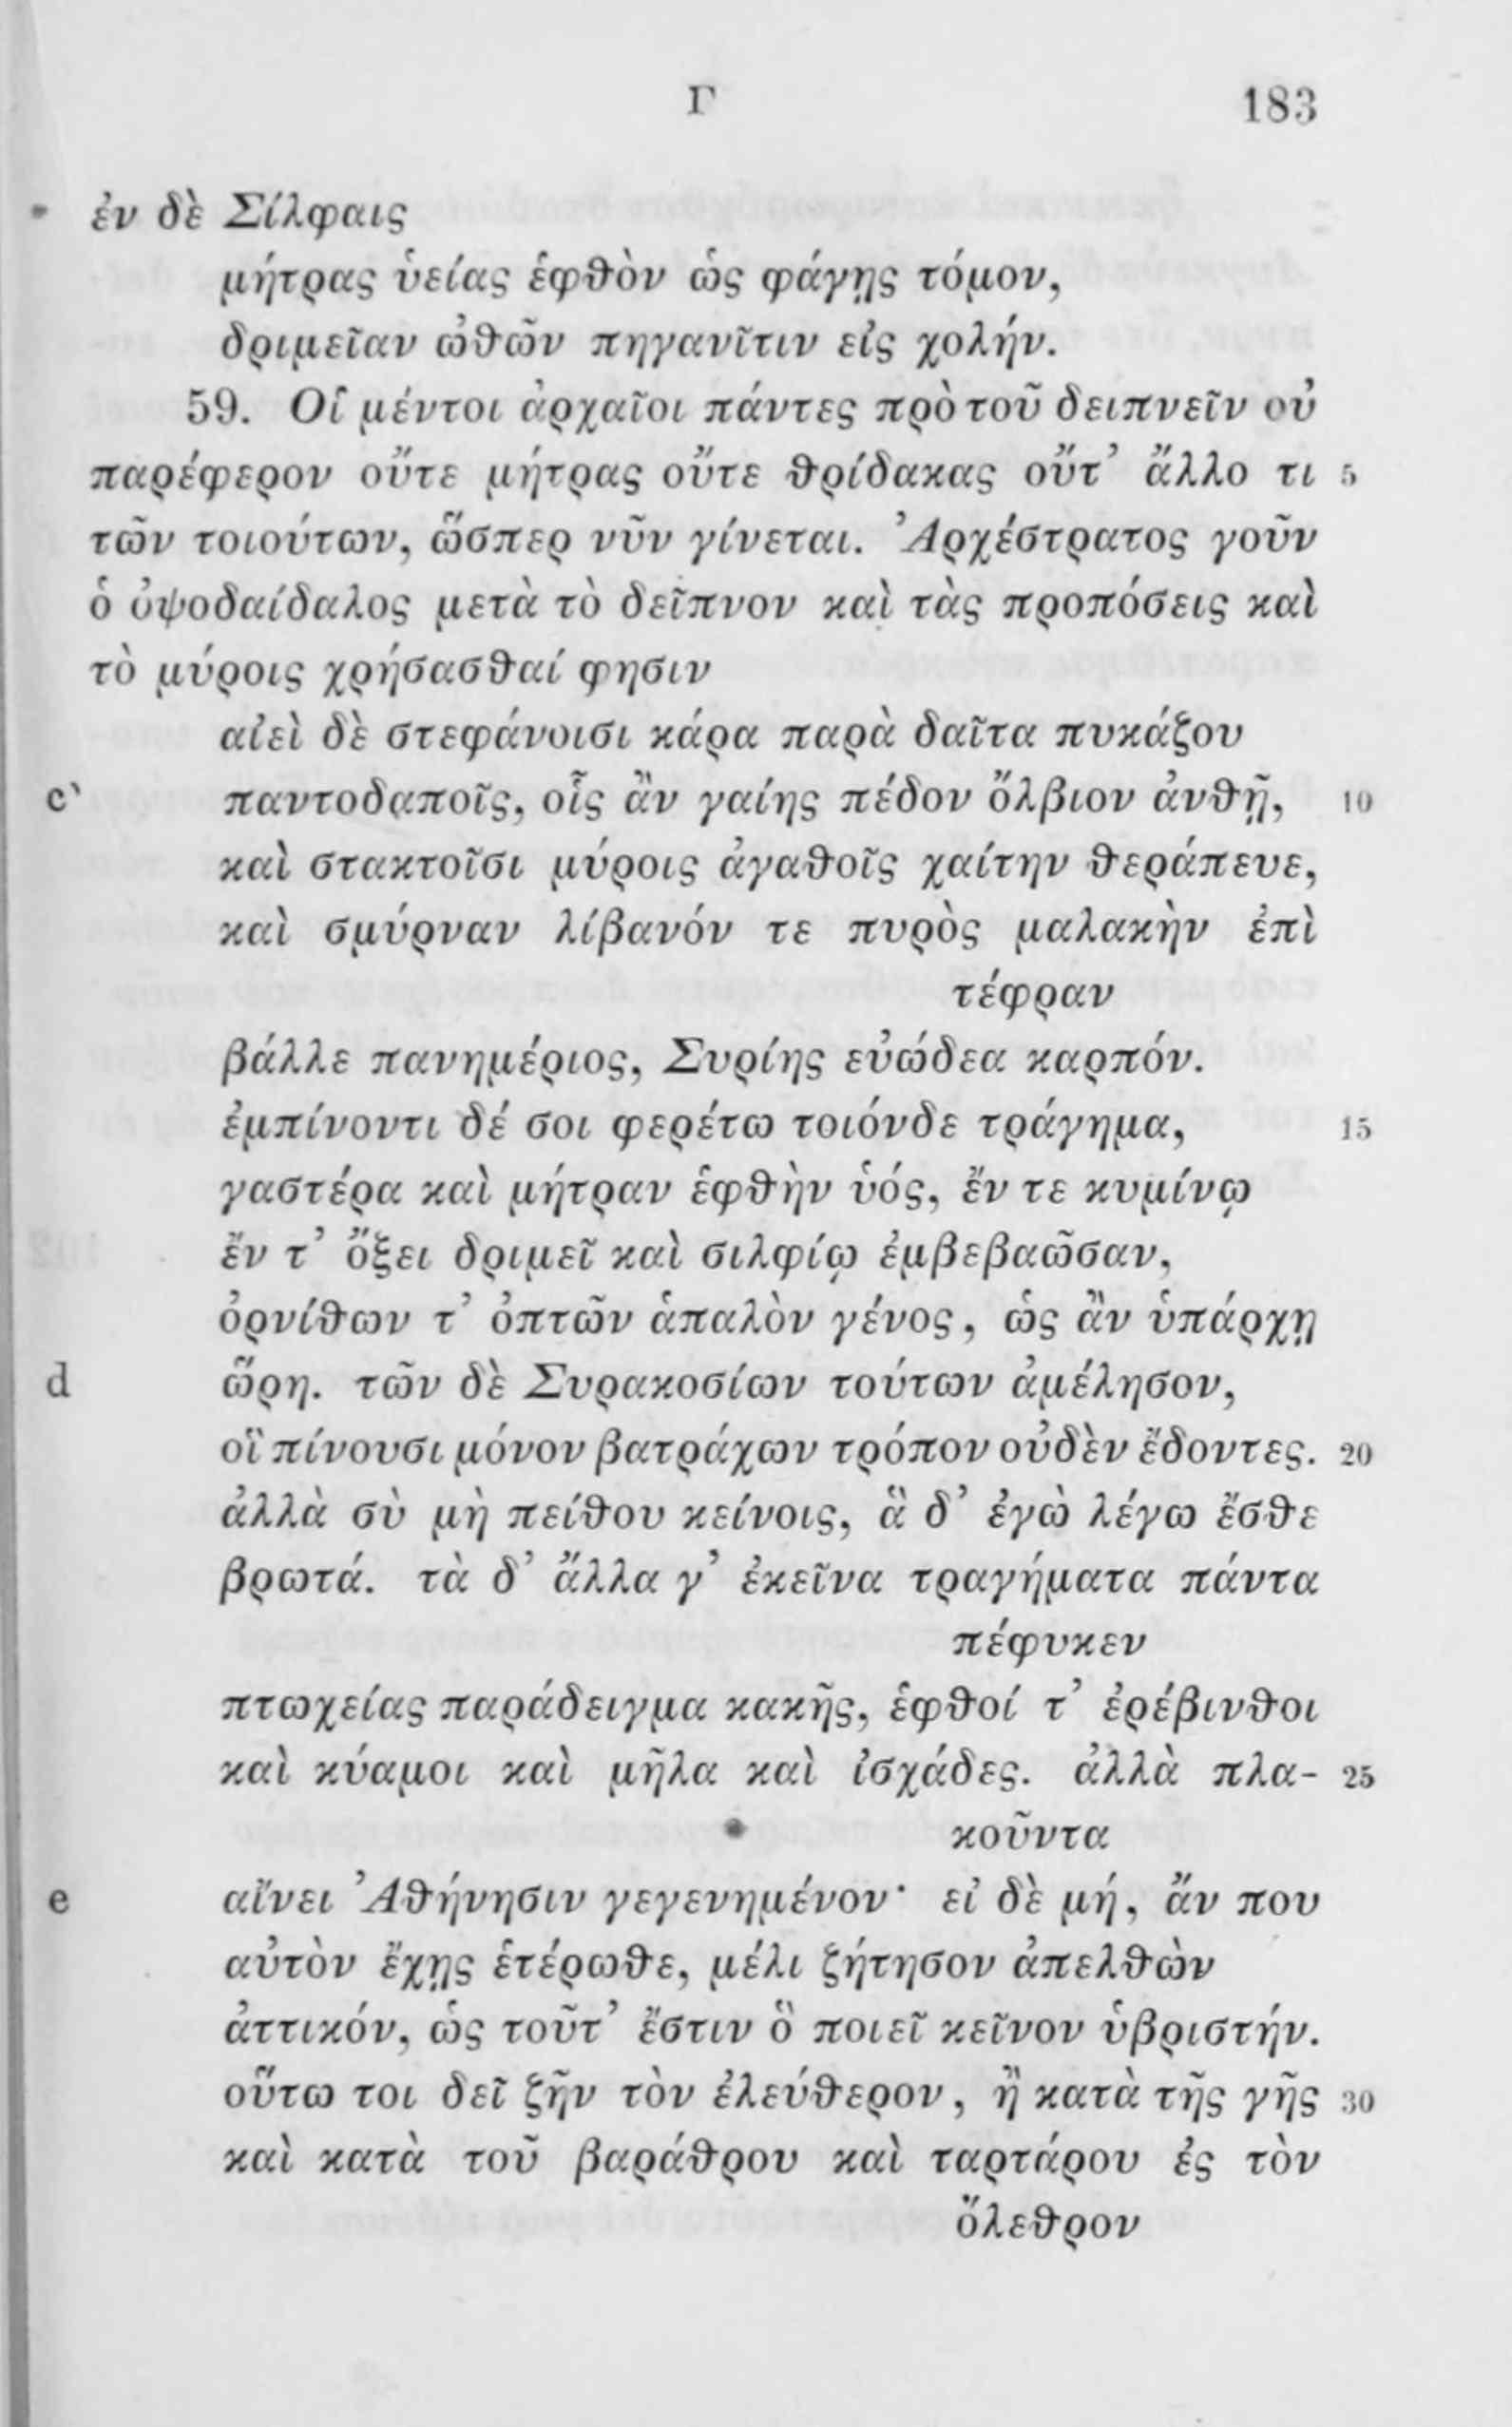 Γ 183
ἐν δὲ Σίλφαις
μήτρας ὑείας ἑφθὸν ὡς φάγῃς τόμον,
δριμεῖαν ὠθῶν πηγανῖτιν εἰς χολήν.
59. Οἱ μέντοι ἀρχαῖοι πάντες πρὸ τοῦ δειπνεῖν οὐ
παρέφερον οὔτε μήτρας οὔτε θρίδακας οὔτ’ ἄλλο τι 5
τῶν τοιούτων, ὥσπερ νῦν γίνεται. Ἀρχέστρατος γοῦν
ὁ ὀψοδαίδαλος μετὰ τὸ δεῖπνον καὶ τὰς προπόσεις καὶ
τὸ μύροις χρήσασθαί φησιν
αἰεὶ δὲ στεφάνοισι κάρα παρὰ δαῖτα πυκάζου
c παντοδαποῖς, οἷς ἂν γαίης πέδον ὄλβιον ἀνθῇ, 10
καὶ στακτοῖσι μύροις ἀγαθοῖς χαίτην θεράπευε,
καὶ σμύρναν λίβανόν τε πυρὸς μαλακὴν ἐπὶ
τέφραν
βάλλε πανημέριος, Συρίης εὐώδεα καρπόν.
ἐμπίνοντι δέ σοι φερέτω τοιόνδε τράγημα, 15
γαστέρα καὶ μήτραν ἑφθὴν ὑός, ἔν τε κυμίνῳ
ἔν τ’ ὄξει δριμεῖ καὶ σιλφίῳ ἐμβεβαῶσαν,
ὀρνίθων τ’ ὀπτῶν ἁπαλὸν γένος, ὡς ἂν ὑπάρχῃ
d ὥρη. τῶν δὲ Συρακοσίων τούτων ἀμέλησον,
οἳ πίνουσι μόνον βατράχων τρόπον οὐδὲν ἔδοντες. 20
ἀλλὰ σὺ μὴ πείθου κείνοις, ἃ δ’ ἐγὼ λέγω ἔσθε
βρωτά. τὰ δ’ ἄλλα γ’ ἐκεῖνα τραγήματα πάντα
πέφυκεν
πτωχείας παράδειγμα κακῆς, ἑφθοί τ’ ἐρέβινθοι
καὶ κύαμοι καὶ μῆλα καὶ ἰσχάδες. ἀλλὰ πλα- 25
κοῦντα
e αἴνει Ἀθήνησιν γεγενημένον· εἰ δὲ μή, ἄν που
αὐτὸν ἔχῃς ἑτέρωθε, μέλι ζήτησον ἀπελθὼν
ἀττικόν, ὡς τοῦτ’ ἔστιν ὃ ποιεῖ κεῖνον ὑβριστήν.
οὕτω τοι δεῖ ζῆν τὸν ἐλεύθερον, ἢ κατὰ τῆς γῆς 30
καὶ κατὰ τοῦ βαράθρου καὶ ταρτάρου ἐς τὸν
ὄλεθρον